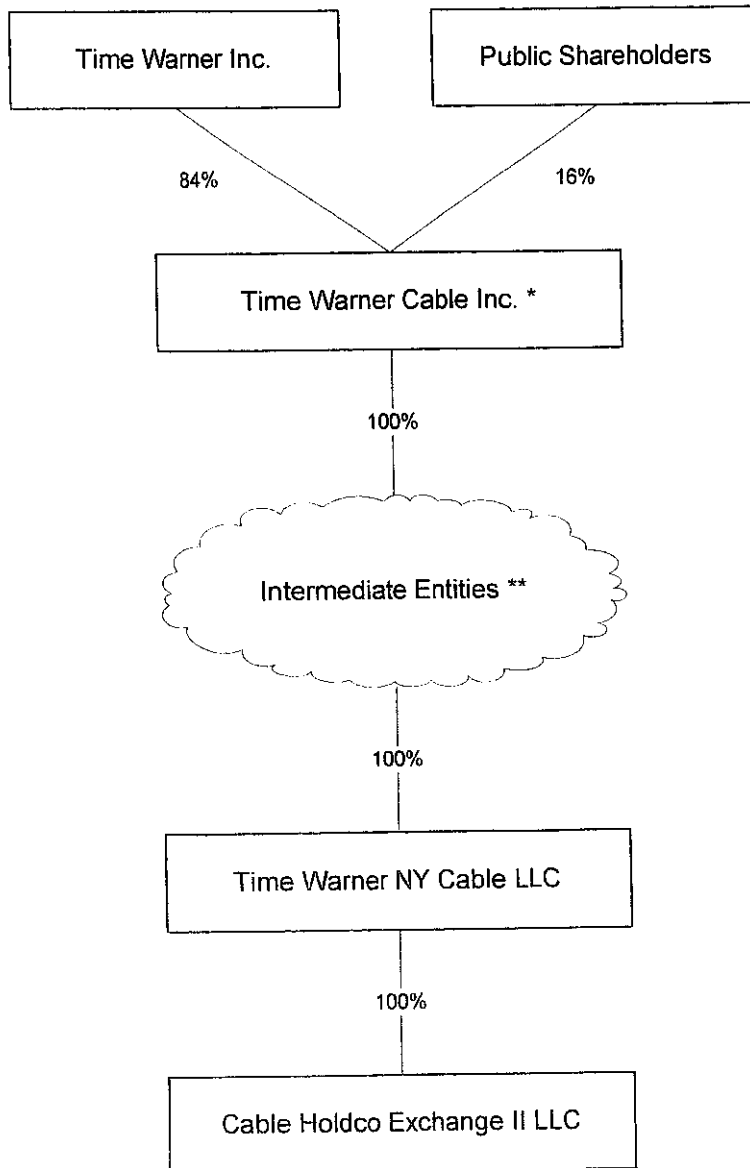 Time Warner Inc.
Public Shareholders
84%
16%
Time Warner Cable Inc. *
100%
Intermediate Entities **
100%
Time Warner NY Cable LLC
100%
Cable Holdco Exchange II LLC